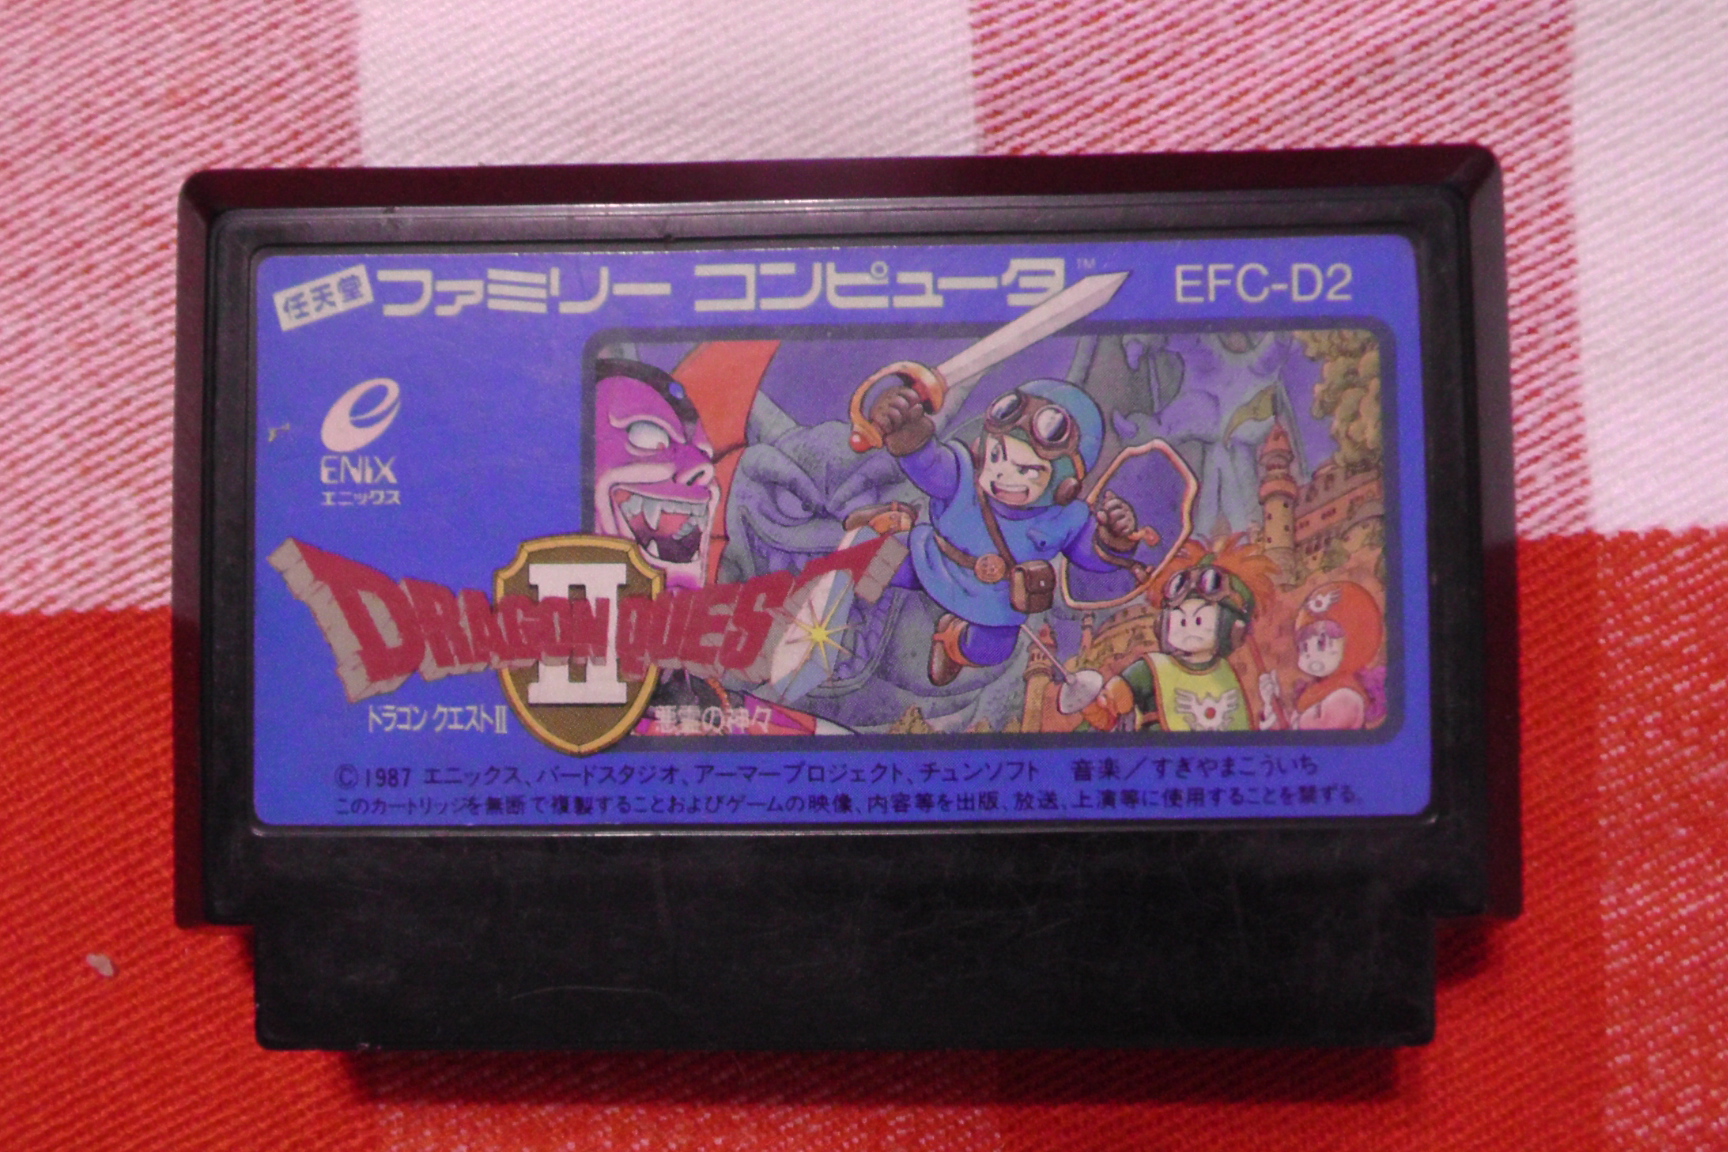 任天堂 ファミリー コンピュータ™ EFC-D2
e
ENIX
エニックス
DRAGON QUEST
II
ドラゴンクエストII 悪霊の神々
©1987 エニックス、バードスタジオ、アーマープロジェクト、チュンソフト 音楽/すぎやまこういち
このカートリッジを無断で複製することおよびゲームの映像、内容等を出版、放送、上演等に使用することを禁ずる。